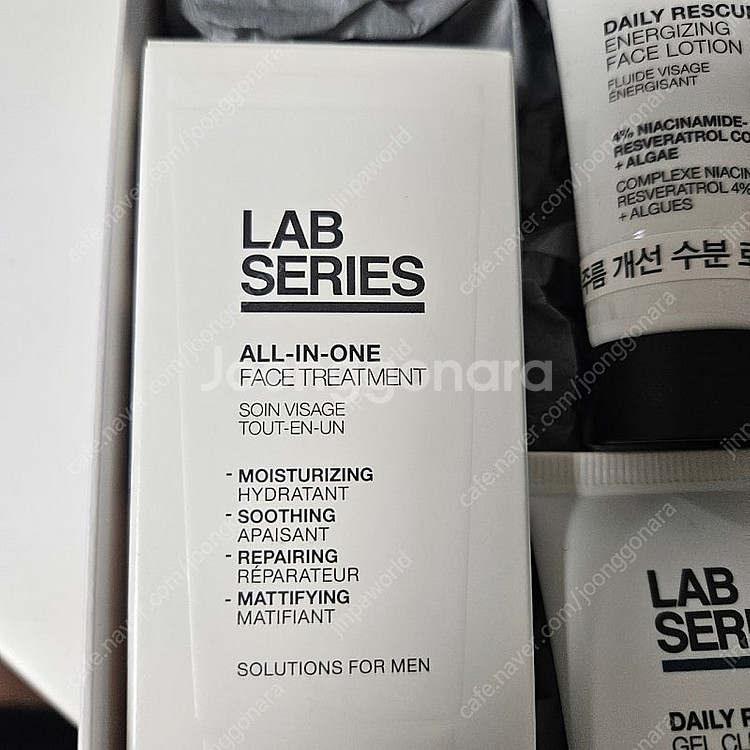 LAB
SERIES
ALL-IN-ONE
FACE TREATMENT
SOIN VISAGE
TOUT-EN-UN
- MOISTURIZING
HYDRATANT
- SOOTHING
APAISANT
- REPAIRING
RÉPARATEUR
- MATTIFYING
MATIFIANT
SOLUTIONS FOR MEN
DAILY RESCU
ENERGIZING
FACE LOTION
FLUIDE VISAGE
ÉNERGISANT
4% NIACINAMIDE-
RESVERATROL CO
+ ALGAE
COMPLEXE NIACIN
RESVERATROL 4%
+ ALGUES
주름 개선 수분 로
LAB
SERI
DAILY R
GEL CL
Joonggonara
cafe.naver.com/joonggonara
jinpaworld